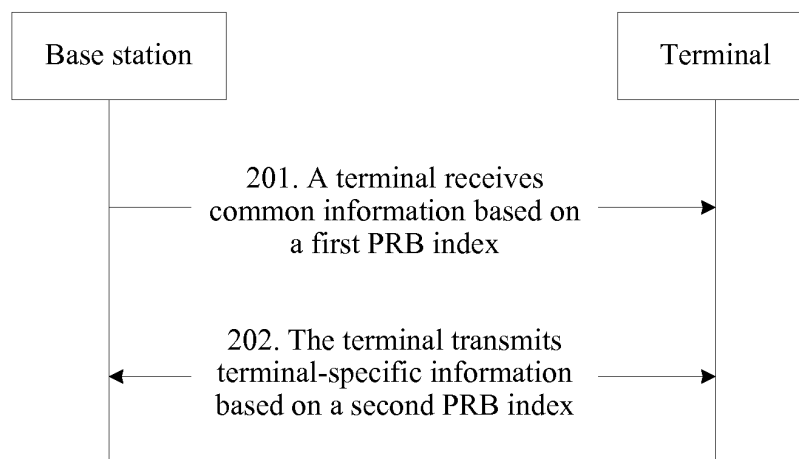 Base station
Terminal
201. A terminal receives
common information based on
a first PRB index
202. The terminal transmits
terminal-specific information
based on a second PRB index